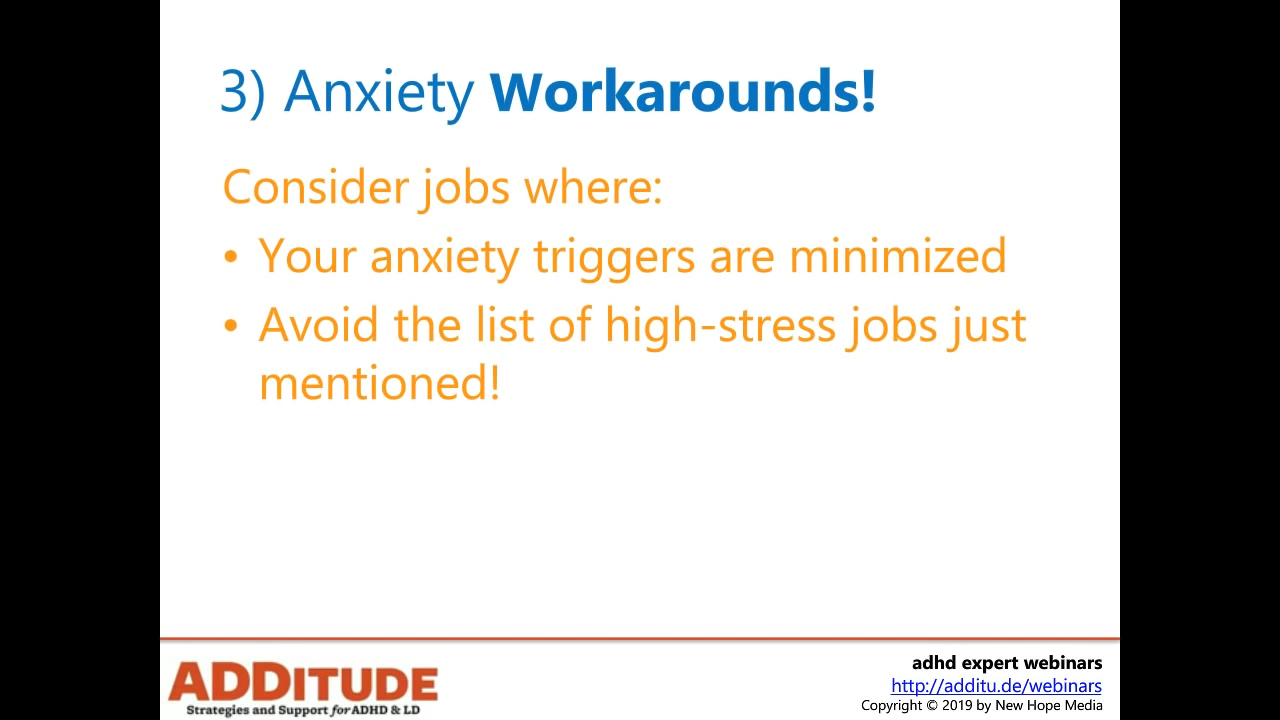 3) Anxiety Workarounds!
Consider jobs where:
• Your anxiety triggers are minimized
• Avoid the list of high-stress jobs just
mentioned!
ADDITUDE
Strategies and Support for ADHD & LD
adhd expert webinars
http://additu.de/webinars
Copyright © 2019 by New Hope Media